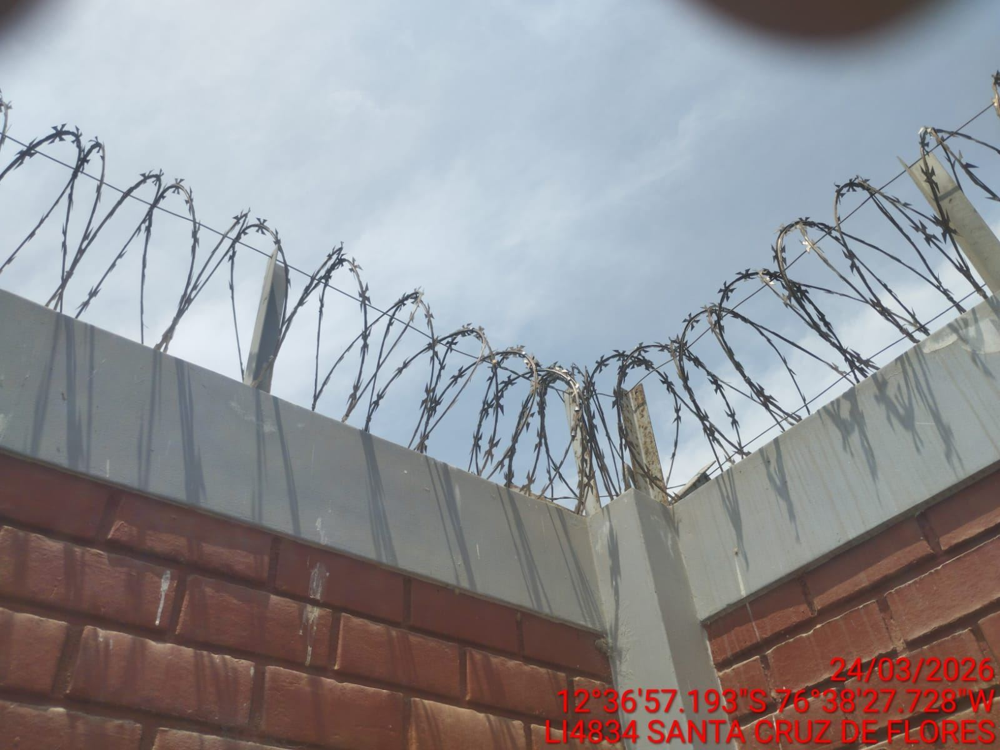 24/03/2026
12°36'57.193"S 76°38'27.728"W
LI4834 SANTA CRUZ DE FLORES